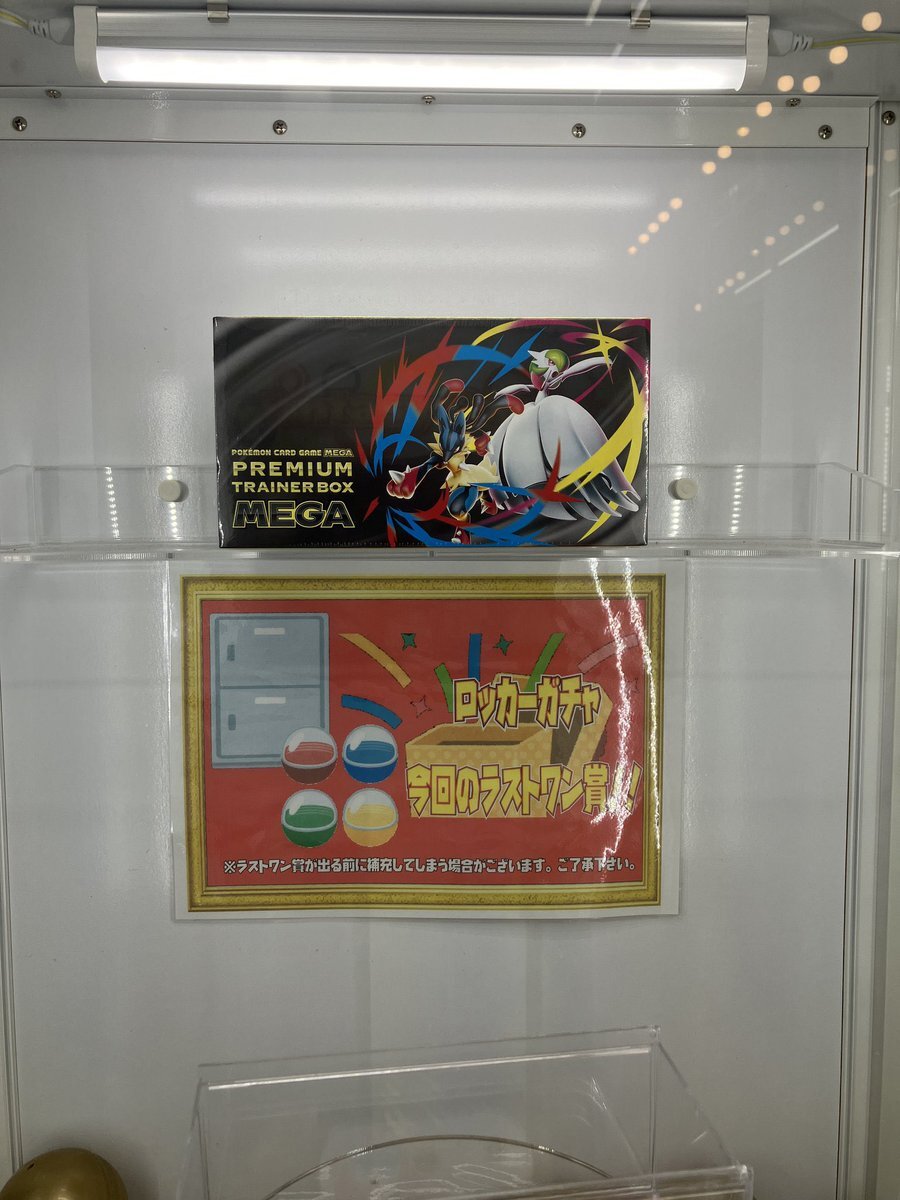 POKÉMON CARD GAME MEGA
PREMIUM
TRAINER BOX
MEGA
ロッカーガチャ
今回のラストワン賞
※ラストワン賞が出る前に補充してしまう場合がございます。ご了承下さい。